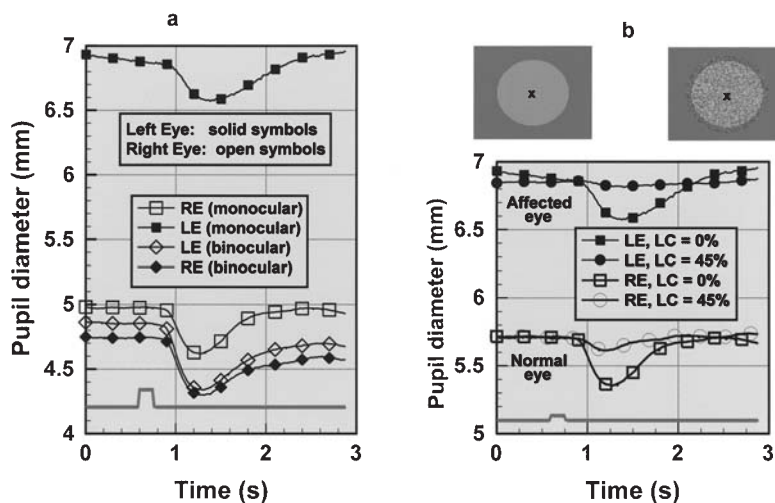 a
Pupil diameter (mm)
7
6.5
6
5.5
5
4.5
4
Left Eye: solid symbols
Right Eye: open symbols
RE (monocular)
LE (monocular)
LE (binocular)
RE (binocular)
0
1
2
3
Time (s)
b
x
x
Pupil diameter (mm)
7
6.5
6
5.5
5
Affected eye
LE, LC = 0%
LE, LC = 45%
RE, LC = 0%
RE, LC = 45%
Normal eye
0
1
2
3
Time (s)